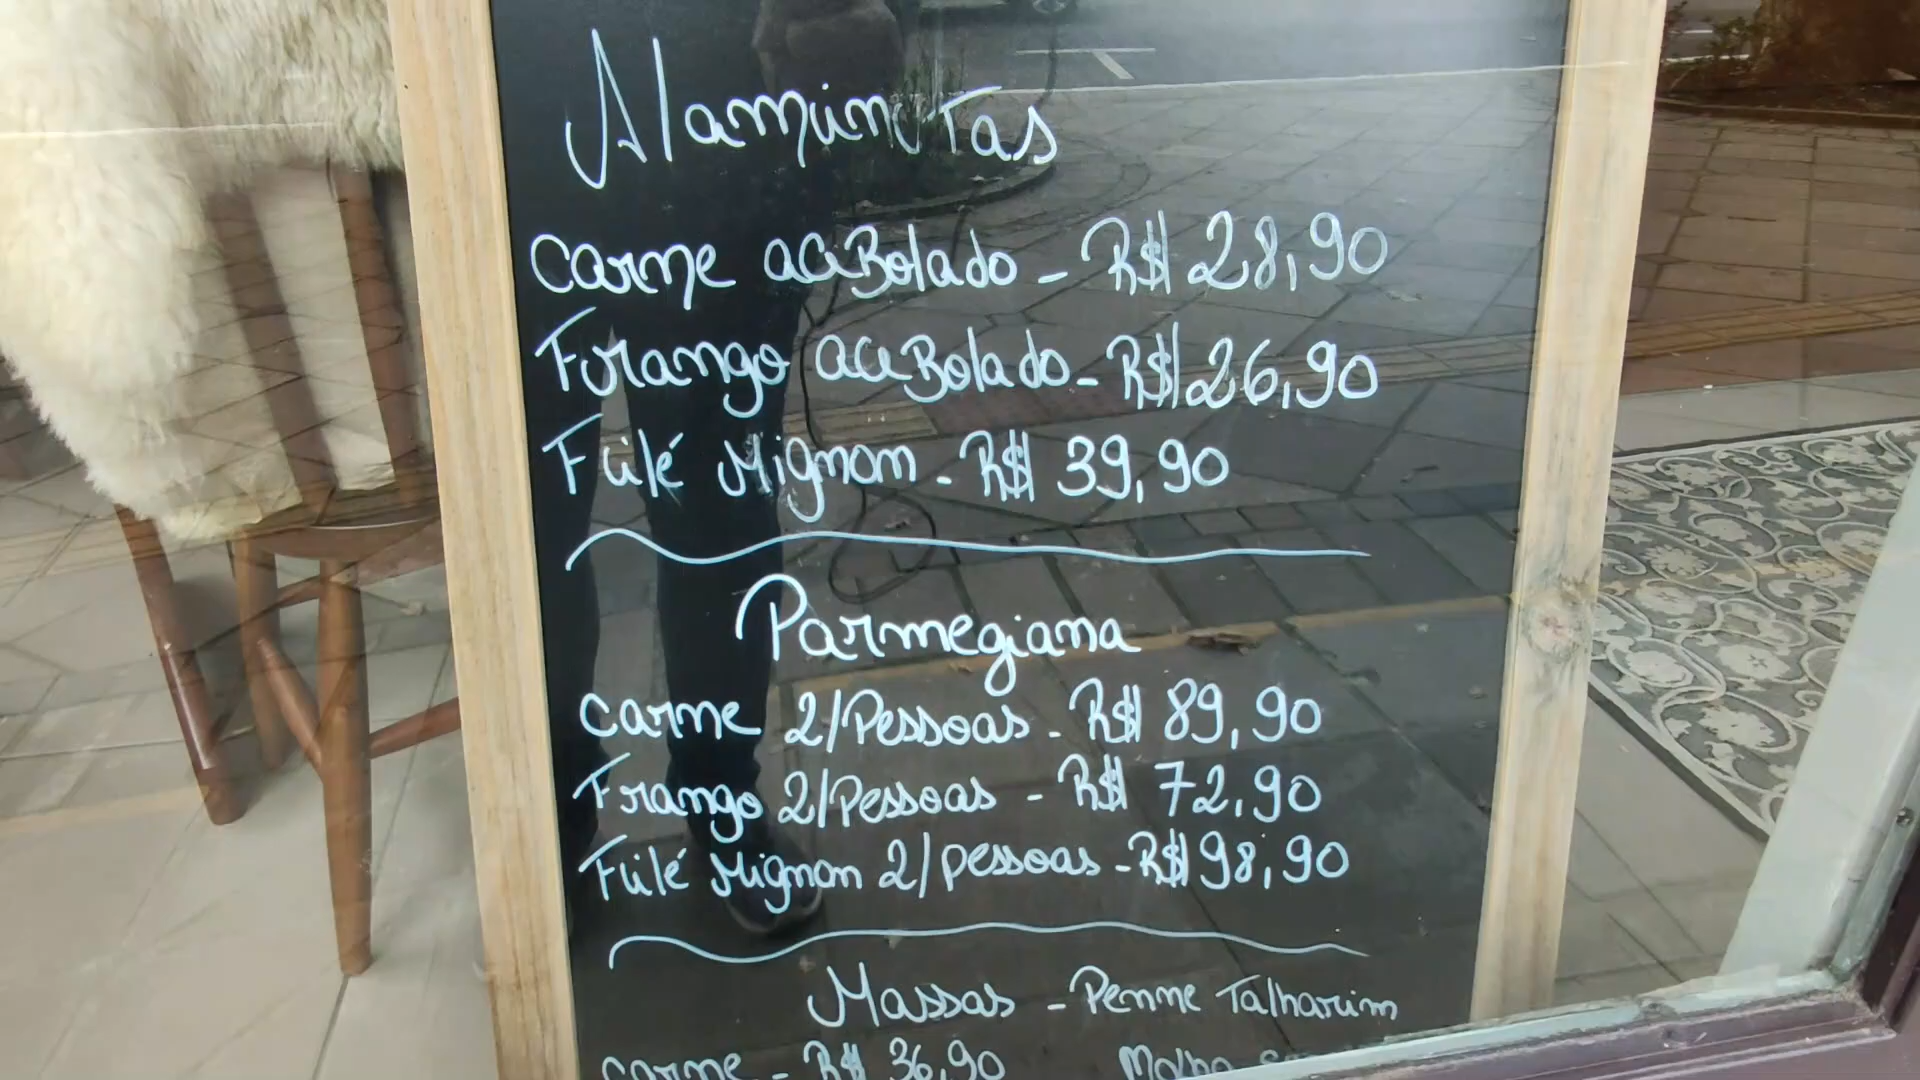 Alaminutas
Carne acebolado - R$ 28,90
Frango acebolado - R$ 26,90
Filé Mignon - R$ 39,90
Parmegiana
Carne 2/Pessoas - R$ 89,90
Frango 2/Pessoas - R$ 72,90
Filé Mignon 2/pessoas - R$ 98,90
Massas - Penne Talharim
Carne - R$ 36,90 Molho